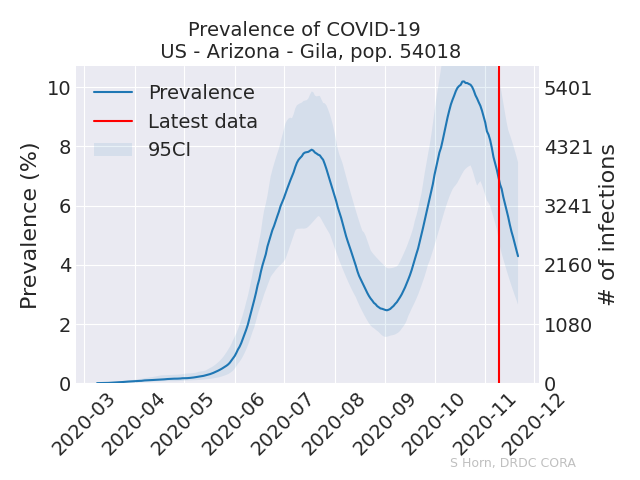 Prevalence of COVID-19
US - Arizona - Gila, pop. 54018
Prevalence
Latest data
95CI
Prevalence (%)
10
8
6
4
2
0
5401
4321
3241
2160
1080
0
# of infections
2020-03
2020-04
2020-05
2020-06
2020-07
2020-08
2020-09
2020-10
2020-11
2020-12
S Horn, DRDC CORA